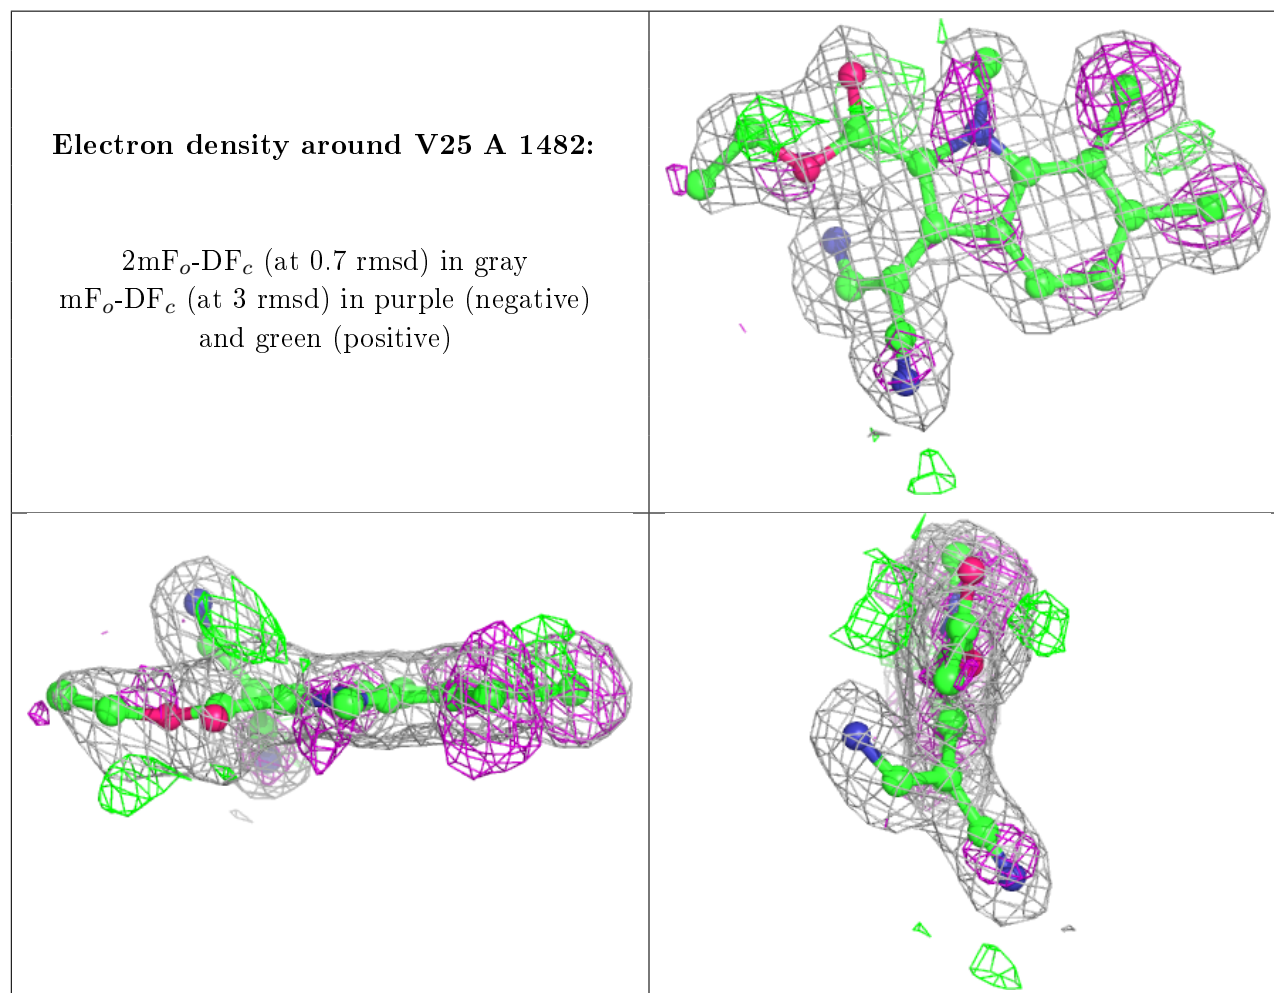 Electron density around V25 A 1482:
2mFo-DFc (at 0.7 rmsd) in gray
mFo-DFc (at 3 rmsd) in purple (negative)
and green (positive)